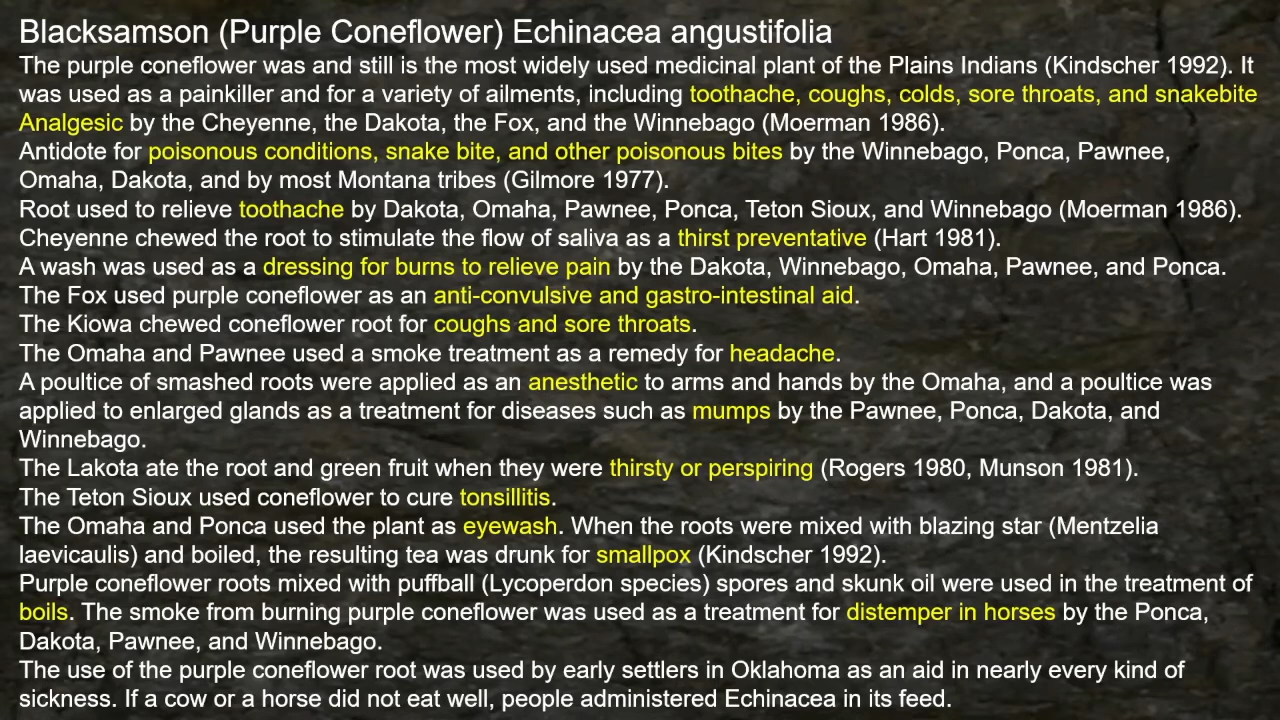 Blacksamson (Purple Coneflower) Echinacea angustifolia
The purple coneflower was and still is the most widely used medicinal plant of the Plains Indians (Kindscher 1992). It
was used as a painkiller and for a variety of ailments, including toothache, coughs, colds, sore throats, and snakebite
Analgesic by the Cheyenne, the Dakota, the Fox, and the Winnebago (Moerman 1986).
Antidote for poisonous conditions, snake bite, and other poisonous bites by the Winnebago, Ponca, Pawnee,
Omaha, Dakota, and by most Montana tribes (Gilmore 1977).
Root used to relieve toothache by Dakota, Omaha, Pawnee, Ponca, Teton Sioux, and Winnebago (Moerman 1986).
Cheyenne chewed the root to stimulate the flow of saliva as a thirst preventative (Hart 1981).
A wash was used as a dressing for burns to relieve pain by the Dakota, Winnebago, Omaha, Pawnee, and Ponca.
The Fox used purple coneflower as an anti-convulsive and gastro-intestinal aid.
The Kiowa chewed coneflower root for coughs and sore throats.
The Omaha and Pawnee used a smoke treatment as a remedy for headache.
A poultice of smashed roots were applied as an anesthetic to arms and hands by the Omaha, and a poultice was
applied to enlarged glands as a treatment for diseases such as mumps by the Pawnee, Ponca, Dakota, and
Winnebago.
The Lakota ate the root and green fruit when they were thirsty or perspiring (Rogers 1980, Munson 1981).
The Teton Sioux used coneflower to cure tonsillitis.
The Omaha and Ponca used the plant as eyewash. When the roots were mixed with blazing star (Mentzelia
laevicaulis) and boiled, the resulting tea was drunk for smallpox (Kindscher 1992).
Purple coneflower roots mixed with puffball (Lycoperdon species) spores and skunk oil were used in the treatment of
boils. The smoke from burning purple coneflower was used as a treatment for distemper in horses by the Ponca,
Dakota, Pawnee, and Winnebago.
The use of the purple coneflower root was used by early settlers in Oklahoma as an aid in nearly every kind of
sickness. If a cow or a horse did not eat well, people administered Echinacea in its feed.